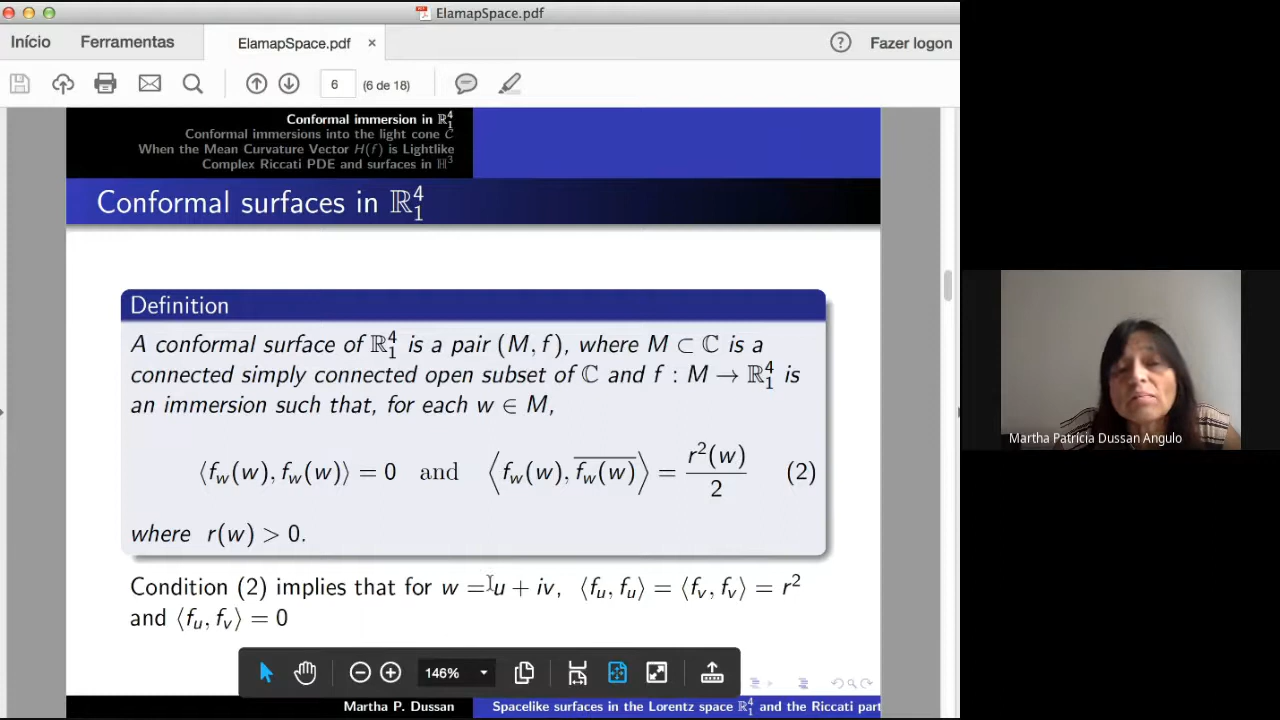 ElamapSpace.pdf
Início
Ferramentas
ElamapSpace.pdf ×
Fazer logon
6 (6 de 18)
Conformal immersion in ℝ⁴₁
Conformal immersions into the light cone C
When the Mean Curvature Vector H(f) is Lightlike
Complex Riccati PDE and surfaces in ℍ³
Conformal surfaces in ℝ⁴₁
Definition
A conformal surface of ℝ⁴₁ is a pair (M, f), where M ⊂ ℂ is a
connected simply connected open subset of ℂ and f : M → ℝ⁴₁ is
an immersion such that, for each w ∈ M,
⟨f_w(w), f_w(w)⟩ = 0 and ⟨f_w(w), \overline{f_w(w)}⟩ = r²(w)/2 (2)
where r(w) > 0.
Condition (2) implies that for w = u + iv, ⟨f_u, f_u⟩ = ⟨f_v, f_v⟩ = r²
and ⟨f_u, f_v⟩ = 0
146%
Martha P. Dussan
Spacelike surfaces in the Lorentz space ℝ⁴₁ and the Riccati part
Martha Patrícia Dussan Angulo